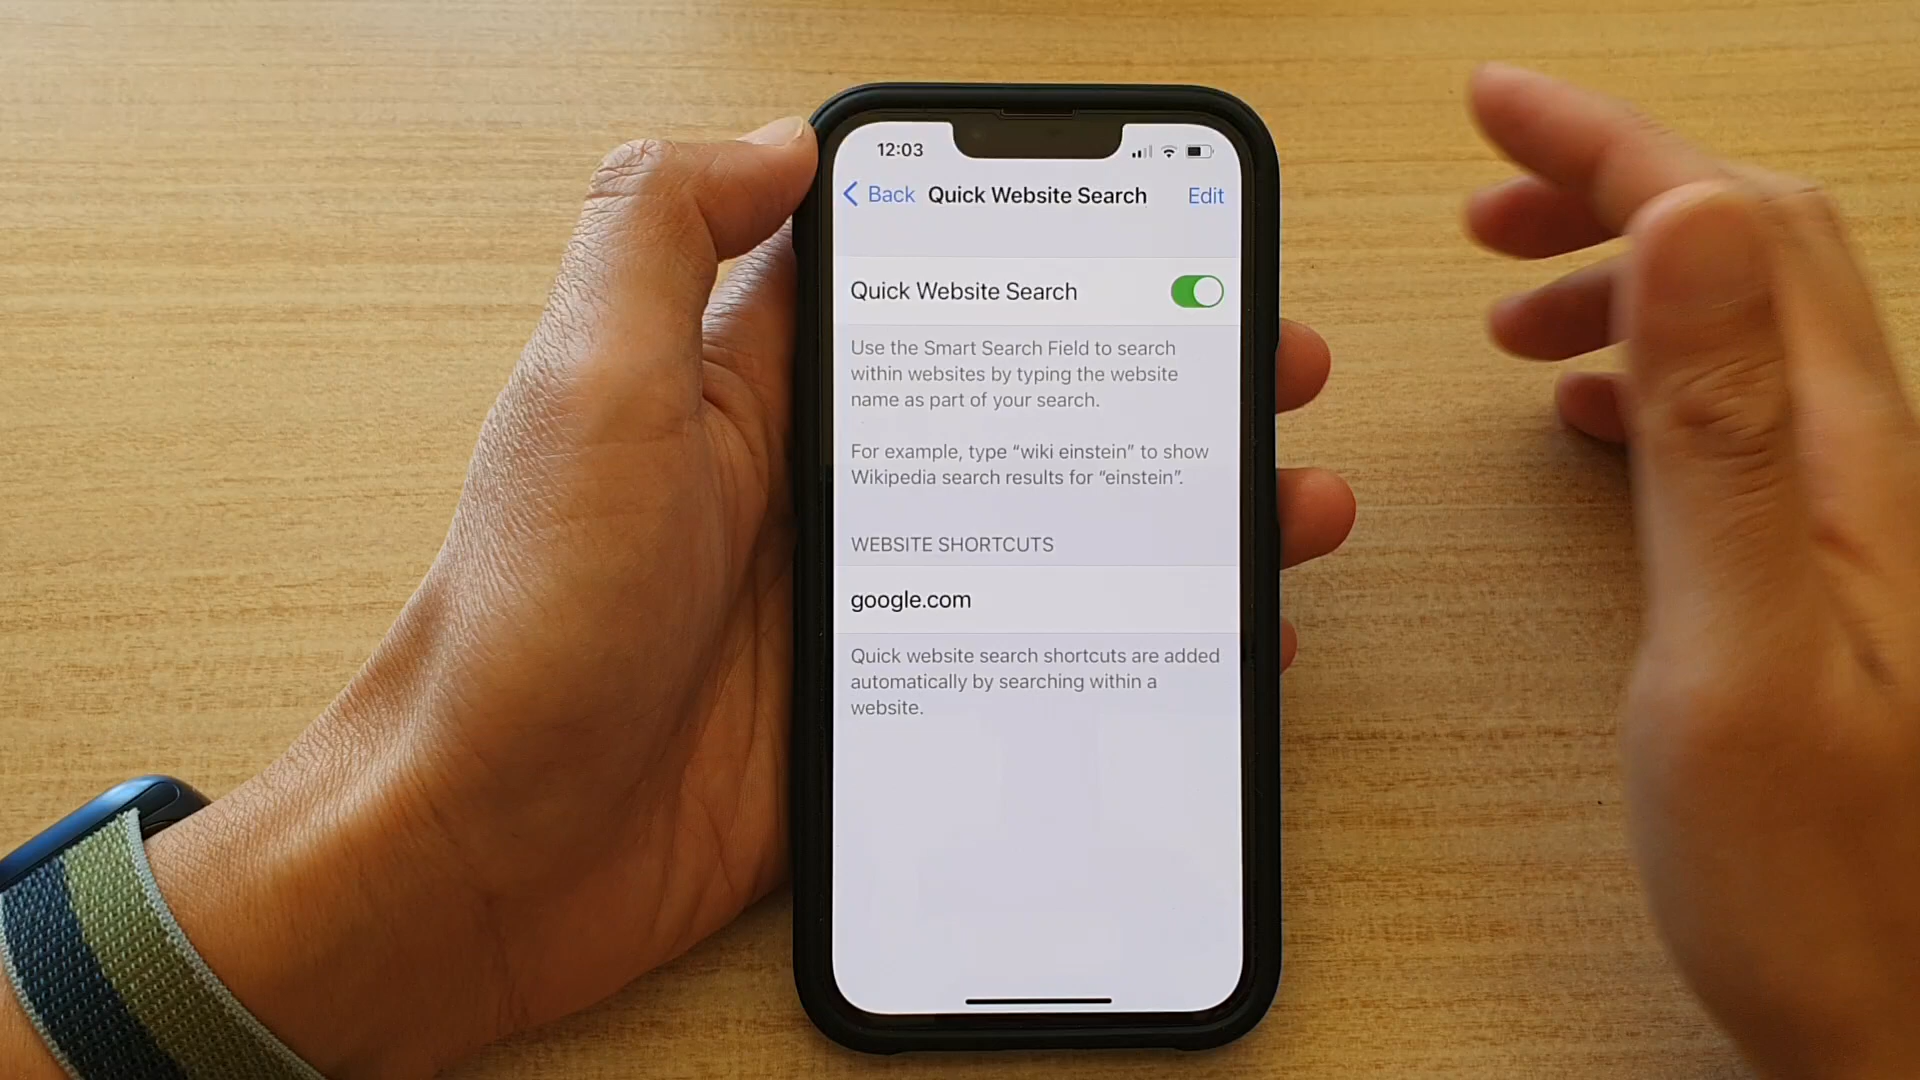 12:03
Back Quick Website Search Edit
Quick Website Search
Use the Smart Search Field to search
within websites by typing the website
name as part of your search.
For example, type “wiki einstein” to show
Wikipedia search results for “einstein”.
WEBSITE SHORTCUTS
google.com
Quick website search shortcuts are added
automatically by searching within a
website.